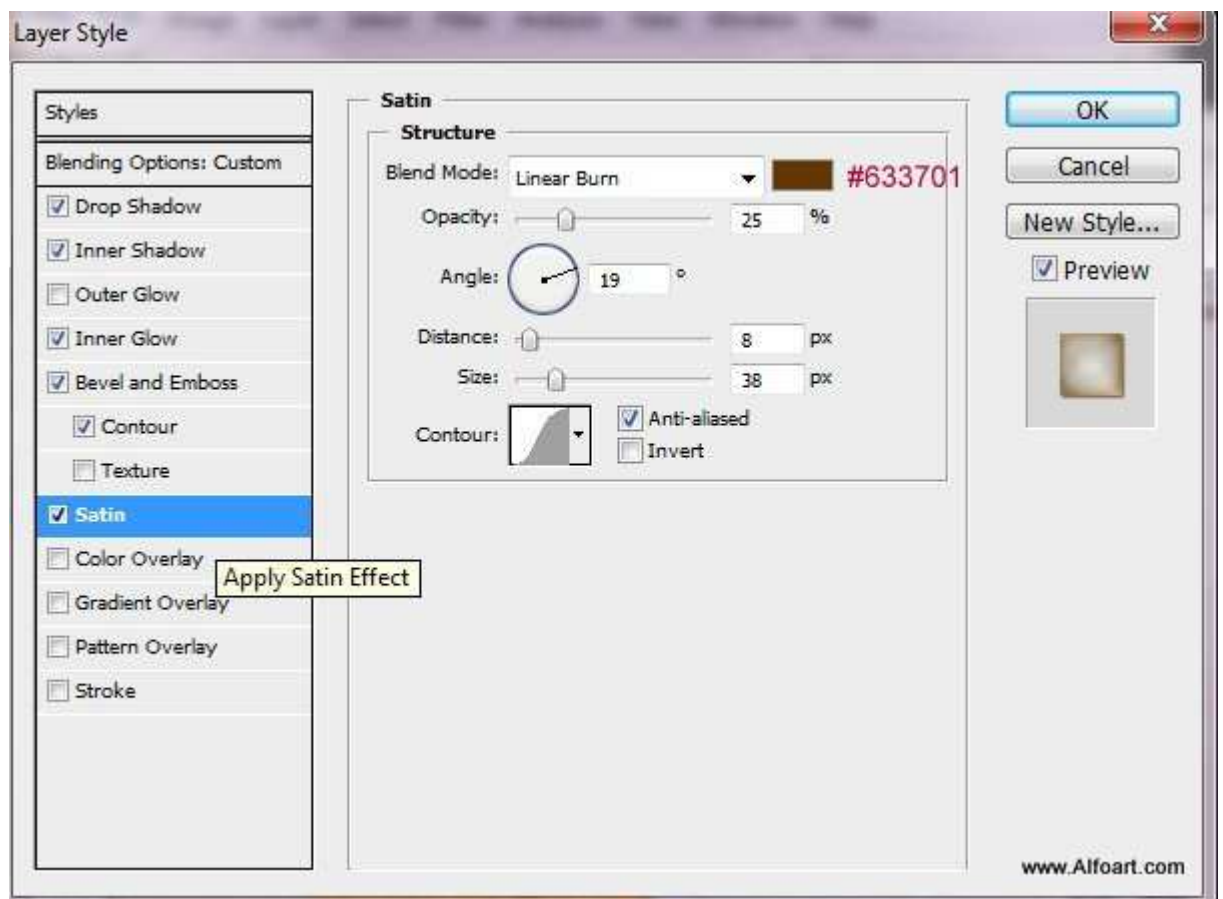 Layer Style
Styles
Blending Options: Custom
Drop Shadow
Inner Shadow
Outer Glow
Inner Glow
Bevel and Emboss
Contour
Texture
Satin
Color Overlay
Apply Satin Effect
Gradient Overlay
Pattern Overlay
Stroke
Satin
Structure
Blend Mode: Linear Burn #633701
Opacity: 25 %
Angle: 19 °
Distance: 8 px
Size: 38 px
Contour: Anti-aliased
Invert
OK
Cancel
New Style...
Preview
www.Alfoart.com